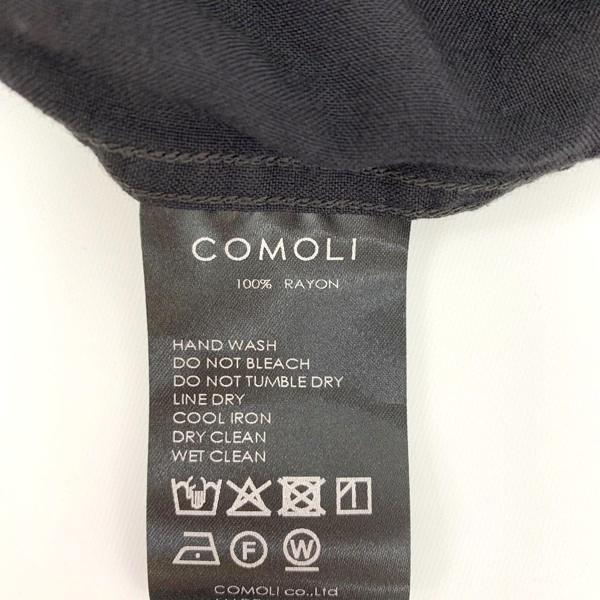 COMOLI
100% RAYON
HAND WASH
DO NOT BLEACH
DO NOT TUMBLE DRY
LINE DRY
COOL IRON
DRY CLEAN
WET CLEAN
F W
COMOLI co.,Ltd